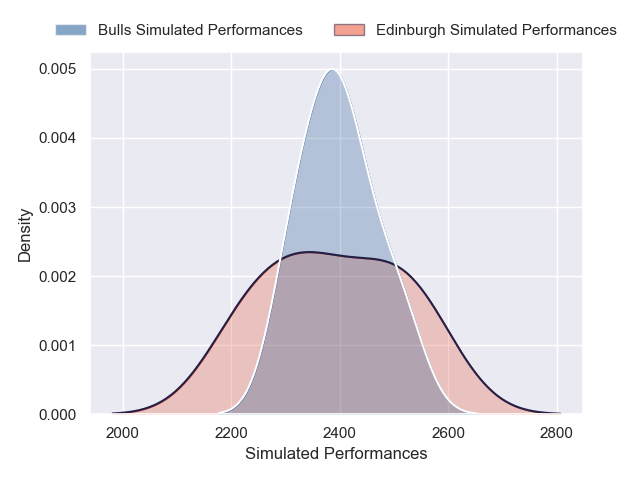 Bulls Simulated Performances Edinburgh Simulated Performances
0.005
0.004
0.003
0.002
0.001
0.000
Density
2000 2200 2400 2600 2800
Simulated Performances